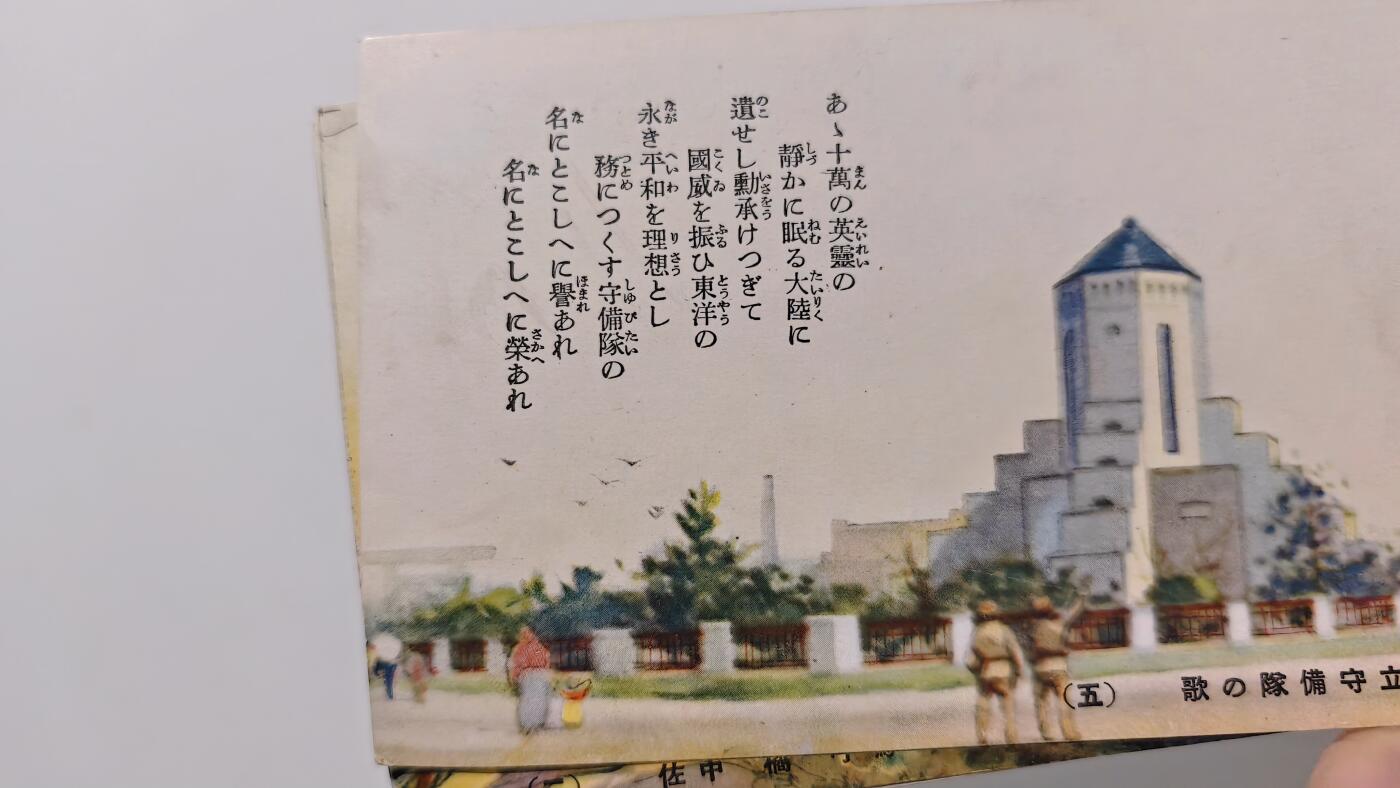 あゝ十萬の英靈の
靜かに眠る大陸に
遺せし勳承けつぎて
國威を振ひ東洋の
永き平和を理想とし
務につくす守備隊の
名にとこしへに譽あれ
名にとこしへに榮あれ
立守備隊の歌 (五)
中佐